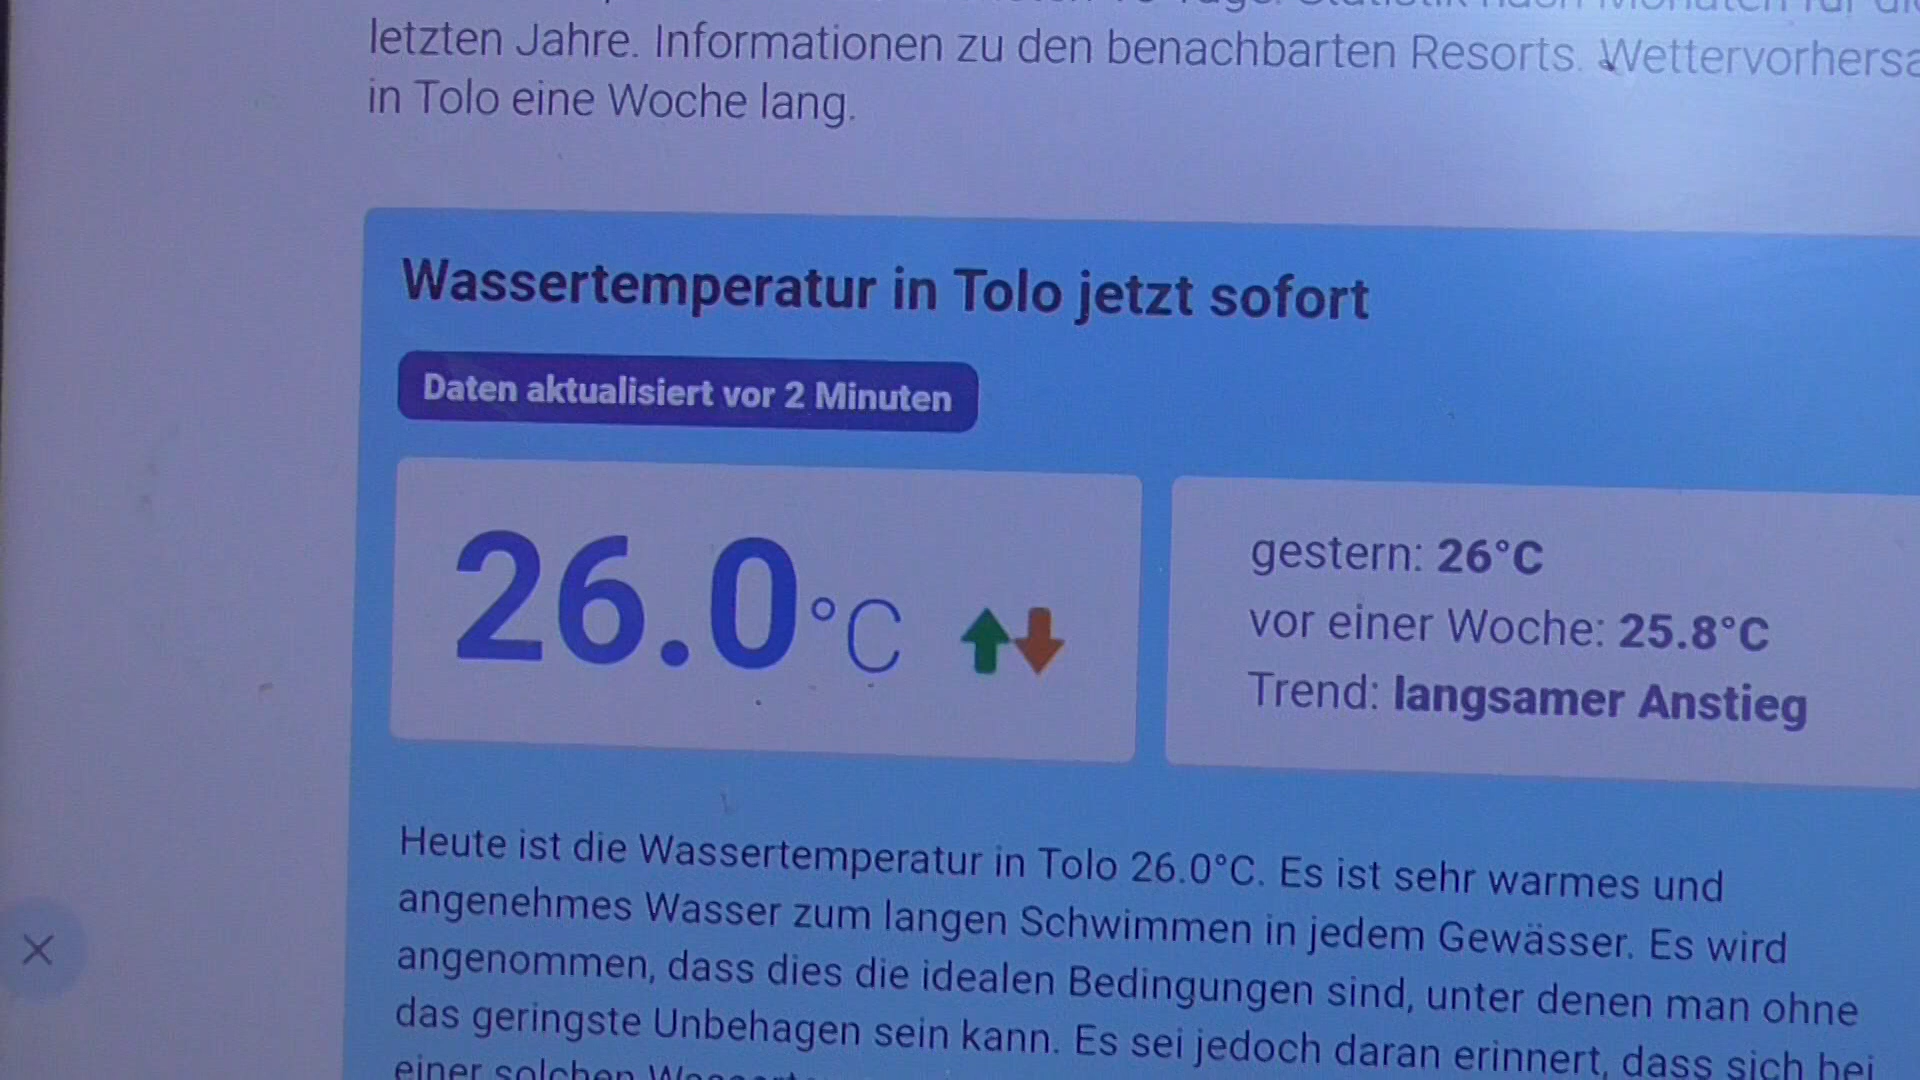 letzten Jahre. Informationen zu den benachbarten Resorts. Wettervorhersa
in Tolo eine Woche lang.
Wassertemperatur in Tolo jetzt sofort
Daten aktualisiert vor 2 Minuten
26.0°C
gestern: 26°C
vor einer Woche: 25.8°C
Trend: langsamer Anstieg
Heute ist die Wassertemperatur in Tolo 26.0°C. Es ist sehr warmes und
angenehmes Wasser zum langen Schwimmen in jedem Gewässer. Es wird
angenommen, dass dies die idealen Bedingungen sind, unter denen man ohne
das geringste Unbehagen sein kann. Es sei jedoch daran erinnert, dass sich bei
einer solchen